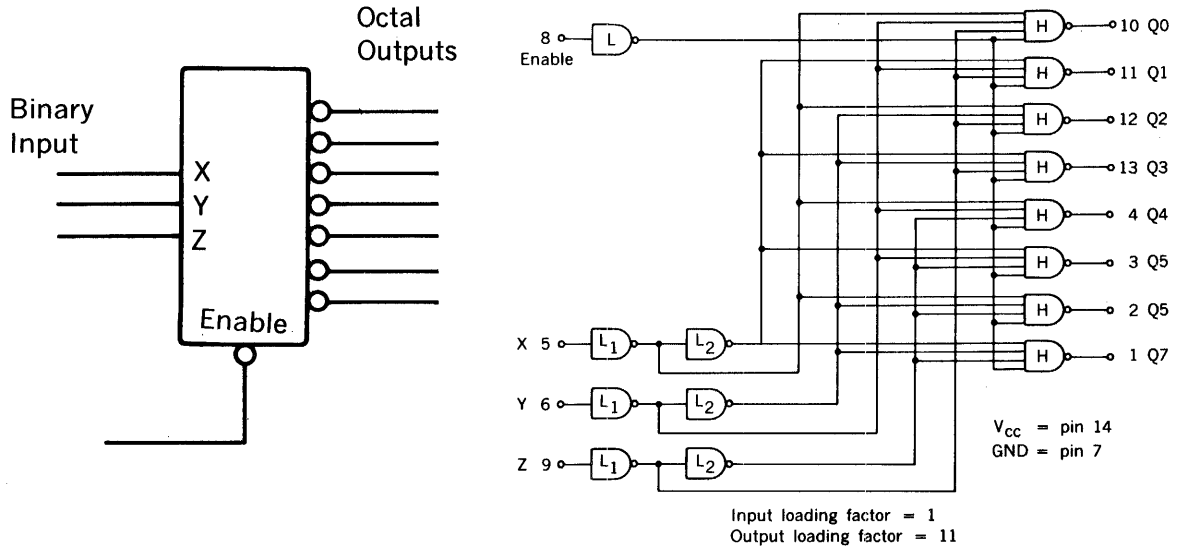 Octal
Outputs
Binary
Input
X
Y
Z
Enable
8
Enable
L
H
10 Q0
H
11 Q1
H
12 Q2
H
13 Q3
H
4 Q4
H
3 Q5
H
2 Q5
H
1 Q7
X 5
L1
L2
Y 6
L1
L2
Z 9
L1
L2
VCC = pin 14
GND = pin 7
Input loading factor = 1
Output loading factor = 11